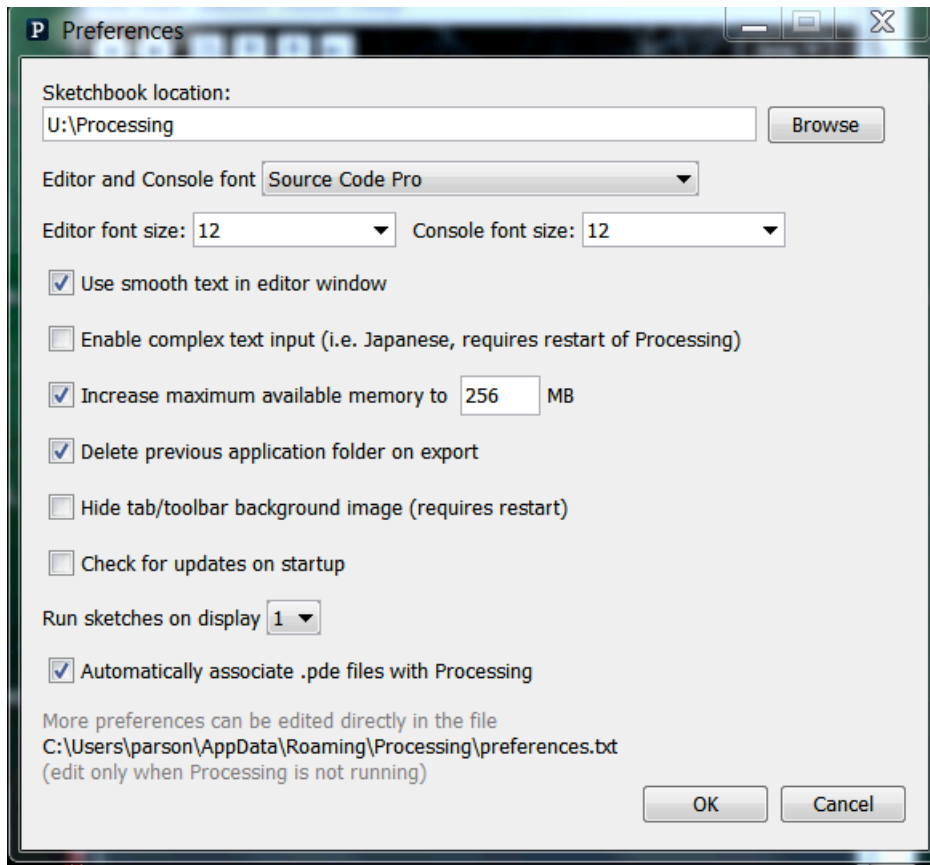 P Preferences
Sketchbook location:
U:\Processing Browse
Editor and Console font Source Code Pro
Editor font size: 12 Console font size: 12
Use smooth text in editor window
Enable complex text input (i.e. Japanese, requires restart of Processing)
Increase maximum available memory to 256 MB
Delete previous application folder on export
Hide tab/toolbar background image (requires restart)
Check for updates on startup
Run sketches on display 1
Automatically associate .pde files with Processing
More preferences can be edited directly in the file
C:\Users\parson\AppData\Roaming\Processing\preferences.txt
(edit only when Processing is not running)
OK Cancel